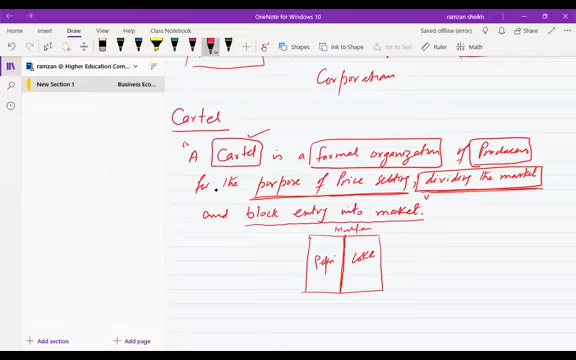 OneNote for Windows 10
ramzan sheikh
Home Insert Draw View Help Class Notebook
Saved offline (error) Share
Shapes Ink to Shape Ink to Text Ruler Math
ramzan @ Higher Education Com...
New Section 1
Business Eco...
Corporation
Cartel
"A Cartel is a formal organization of Producers
for the purpose of Price setting, dividing the market
and block entry into market.
Multan
Pepsi Coke
+ Add section + Add page